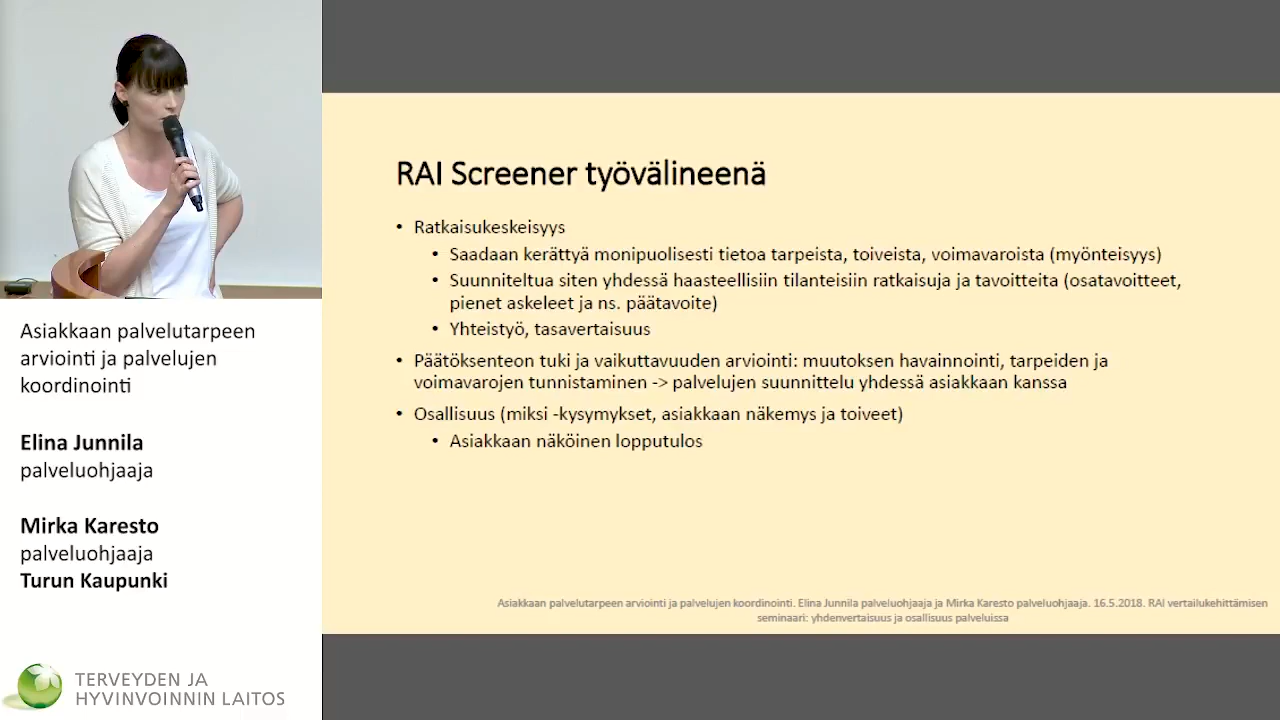 Asiakkaan palvelutarpeen
arviointi ja palvelujen
koordinointi
Elina Junnila
palveluohjaaja
Mirka Karesto
palveluohjaaja
Turun Kaupunki
TERVEYDEN JA
HYVINVOINNIN LAITOS
RAI Screener työvälineenä
• Ratkaisukeskeisyys
• Saadaan kerättyä monipuolisesti tietoa tarpeista, toiveista, voimavaroista (myönteisyys)
• Suunniteltua siten yhdessä haasteellisiin tilanteisiin ratkaisuja ja tavoitteita (osatavoitteet,
pienet askeleet ja ns. päätavoite)
• Yhteistyö, tasavertaisuus
• Päätöksenteon tuki ja vaikuttavuuden arviointi: muutoksen havainnointi, tarpeiden ja
voimavarojen tunnistaminen -> palvelujen suunnittelu yhdessä asiakkaan kanssa
• Osallisuus (miksi -kysymykset, asiakkaan näkemys ja toiveet)
• Asiakkaan näköinen lopputulos
Asiakkaan palvelutarpeen arviointi ja palvelujen koordinointi. Elina Junnila palveluohjaaja ja Mirka Karesto palveluohjaaja. 16.5.2018. RAI vertailukehittämisen
seminaari: yhdenvertaisuus ja osallisuus palveluissa